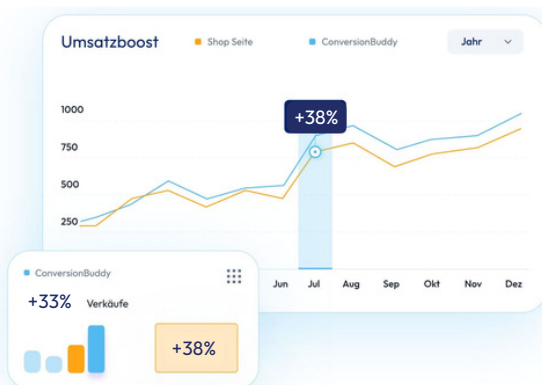 Umsatzboost
Shop Seite
ConversionBuddy
Jahr
+38%
1000
750
500
250
Jun Jul Aug Sep Okt Nov Dez
ConversionBuddy
+33% Verkäufe
+38%